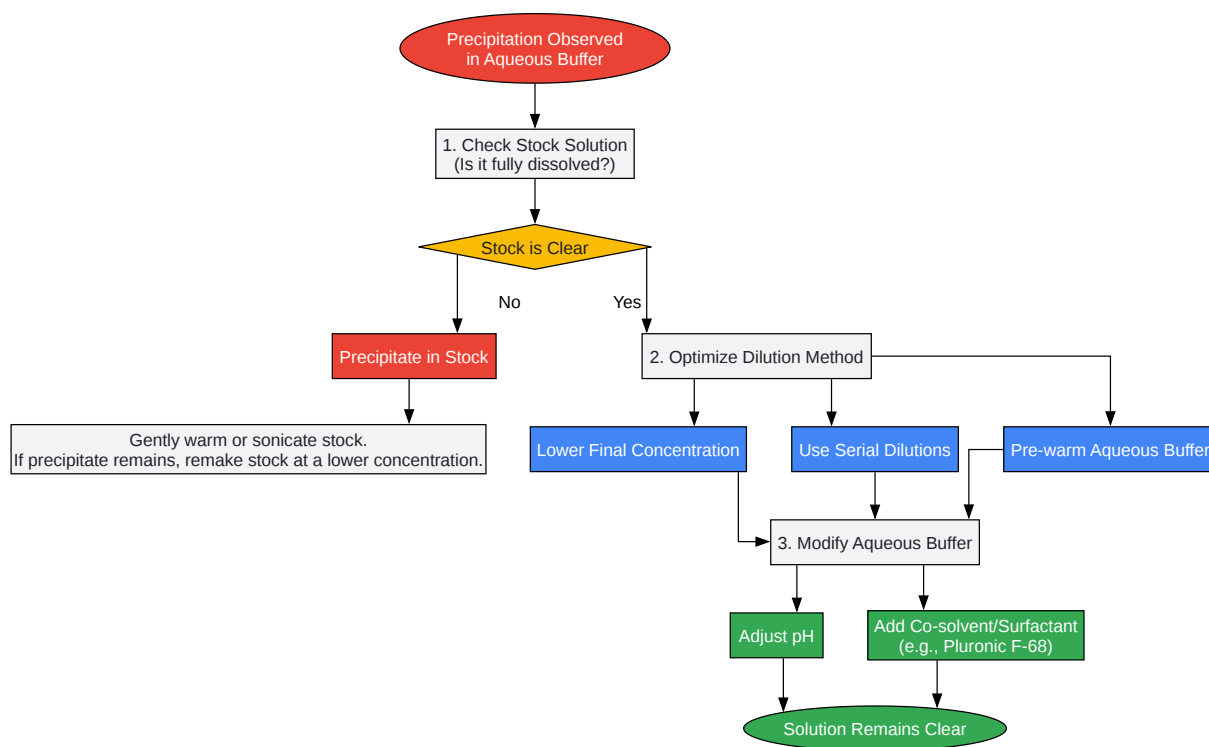 Precipitation Observed
in Aqueous Buffer
1. Check Stock Solution
(Is it fully dissolved?)
Stock is Clear
No
Yes
Precipitate in Stock
2. Optimize Dilution Method
Gently warm or sonicate stock.
If precipitate remains, remake stock at a lower concentration.
Lower Final Concentration
Use Serial Dilutions
Pre-warm Aqueous Buffer
3. Modify Aqueous Buffer
Adjust pH
Add Co-solvent/Surfactant
(e.g., Pluronic F-68)
Solution Remains Clear